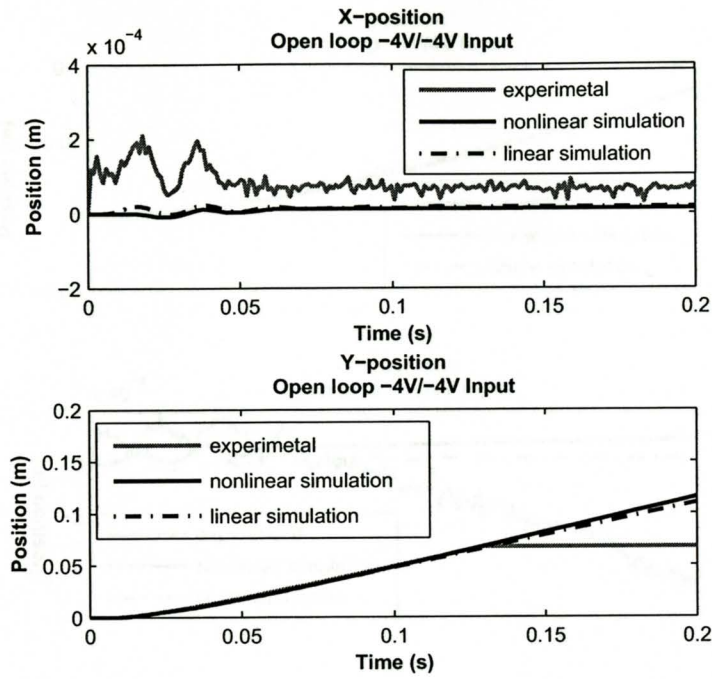 X−position
Open loop −4V/−4V Input
x 10−4
4
2
0
−2
Position (m)
experimetal
nonlinear simulation
linear simulation
0
0.05
0.1
0.15
0.2
Time (s)
Y−position
Open loop −4V/−4V Input
0.2
0.15
0.1
0.05
0
Position (m)
experimetal
nonlinear simulation
linear simulation
0
0.05
0.1
0.15
0.2
Time (s)